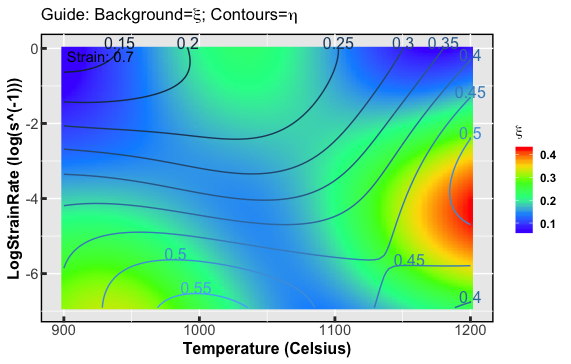 Guide: Background=ξ; Contours=η
0.15 0.2 0.25 0.3 0.35
Strain: 0.7
0.4
0.45
0.5
0.5
0.45
0.55
0.4
0
-2
-4
-6
LogStrainRate (log(s^(-1)))
900 1000 1100 1200
Temperature (Celsius)
ξ
0.4
0.3
0.2
0.1